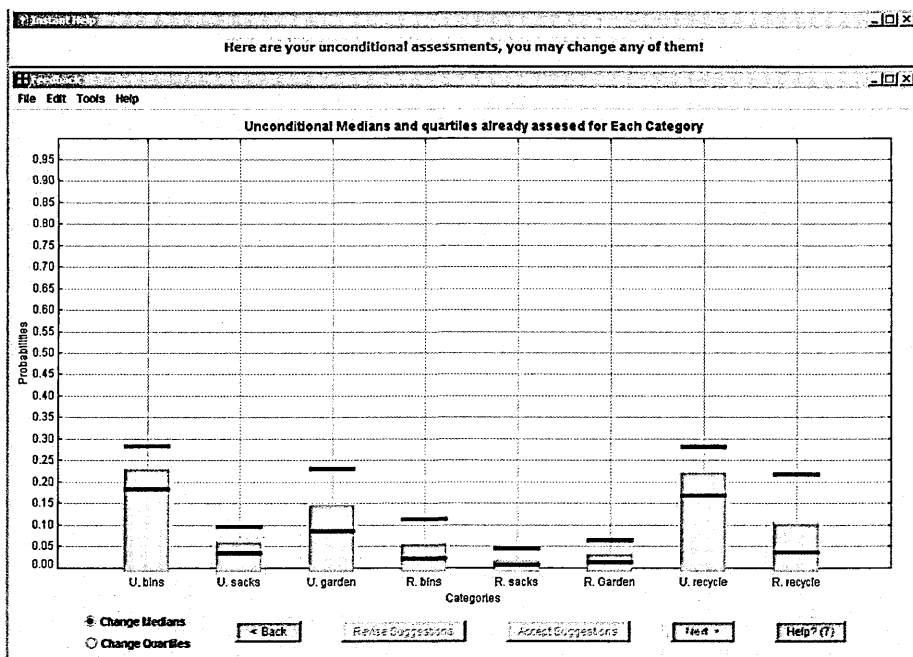 Instant Help
Here are your unconditional assessments, you may change any of them!
Feedback
File Edit Tools Help
Unconditional Medians and quartiles already assesed for Each Category
Probabilities
0.95
0.90
0.85
0.80
0.75
0.70
0.65
0.60
0.55
0.50
0.45
0.40
0.35
0.30
0.25
0.20
0.15
0.10
0.05
0.00
U. bins U. sacks U. garden R. bins R. sacks R. Garden U. recycle R. recycle
Categories
Change Medians
Change Quartiles
< Back
Revise Suggestions
Accept Suggestions
Next >
Help? (7)